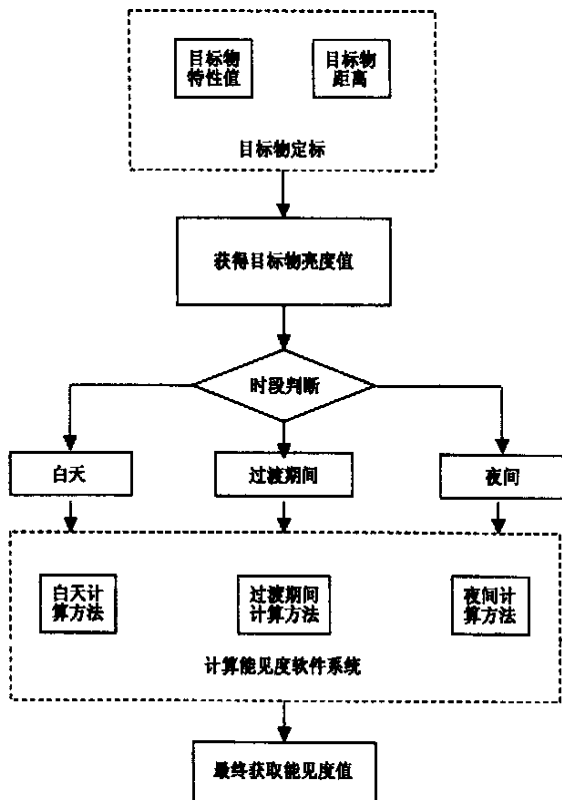 目标物
特性值
目标物
距离
目标物定标
获得目标物亮度值
时段判断
白天
过渡期间
夜间
白天计
算方法
过渡期间
计算方法
夜间计
算方法
计算能见度软件系统
最终获取能见度值